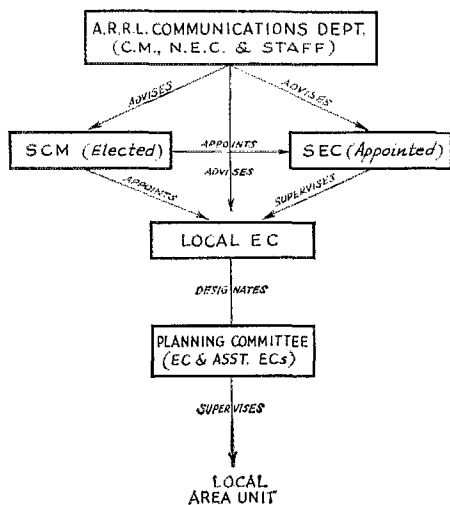 A.R.R.L. COMMUNICATIONS DEPT.
(C.M., N.E.C. & STAFF)
ADVISES
ADVISES
SCM (Elected)
APPOINTS
SEC (Appointed)
APPOINTS
ADVISES
SUPERVISES
LOCAL EC
DESIGNATES
PLANNING COMMITTEE
(EC & ASST. ECs)
SUPERVISES
LOCAL
AREA UNIT